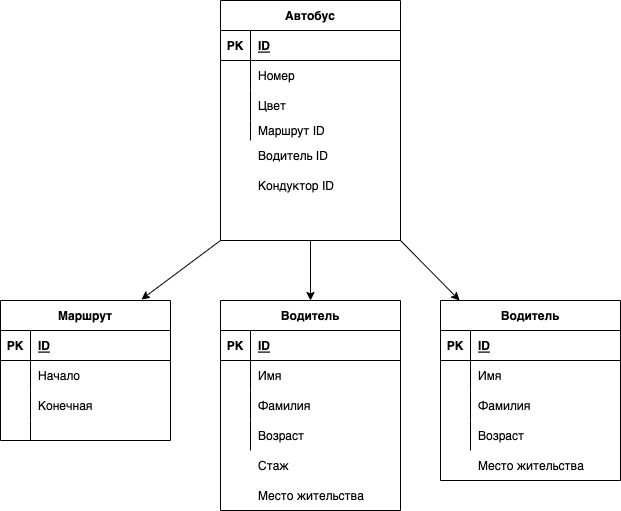 Автобус
PK ID
Номер
Цвет
Маршрут ID
Водитель ID
Кондуктор ID
Маршрут
PK ID
Начало
Конечная
Водитель
PK ID
Имя
Фамилия
Возраст
Стаж
Место жительства
Водитель
PK ID
Имя
Фамилия
Возраст
Место жительства